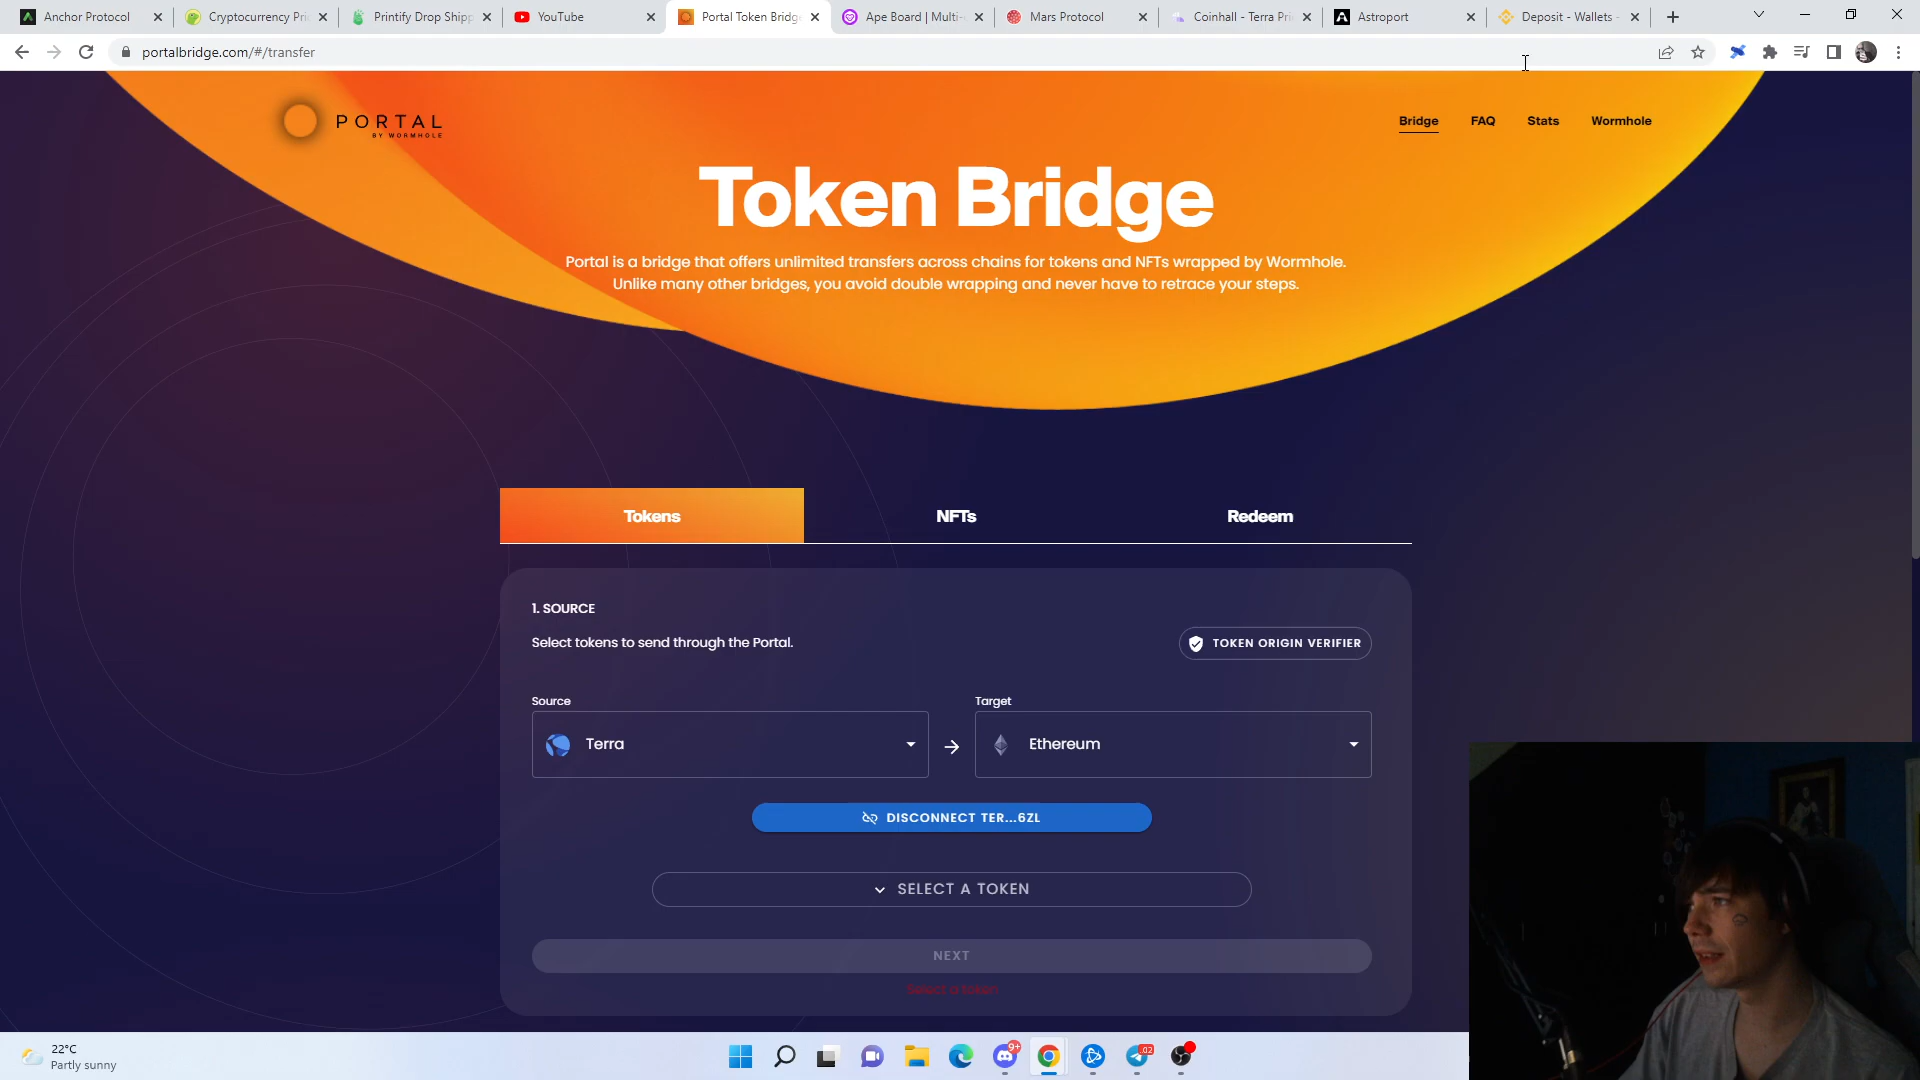 Anchor Protocol
Cryptocurrency Pri
Printify Drop Shipp
YouTube
Portal Token Bridge
Ape Board | Multi-
Mars Protocol
Coinhall - Terra Pri
Astroport
Deposit - Wallets -
portalbridge.com/#/transfer
PORTAL
BY WORMHOLE
Bridge
FAQ
Stats
Wormhole
Token Bridge
Portal is a bridge that offers unlimited transfers across chains for tokens and NFTs wrapped by Wormhole.
Unlike many other bridges, you avoid double wrapping and never have to retrace your steps.
Tokens
NFTs
Redeem
1. SOURCE
Select tokens to send through the Portal.
TOKEN ORIGIN VERIFIER
Source
Target
Terra
Ethereum
DISCONNECT TER...6ZL
SELECT A TOKEN
NEXT
Select a token
22°C
Partly sunny
9+
.02